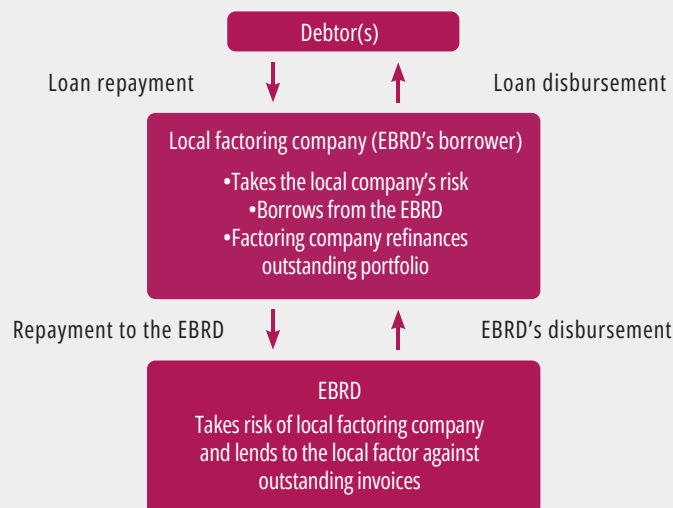 Debtor(s)
Loan repayment
Loan disbursement
Local factoring company (EBRD's borrower)
•Takes the local company's risk
•Borrows from the EBRD
•Factoring company refinances
outstanding portfolio
Repayment to the EBRD
EBRD's disbursement
EBRD
Takes risk of local factoring company
and lends to the local factor against
outstanding invoices